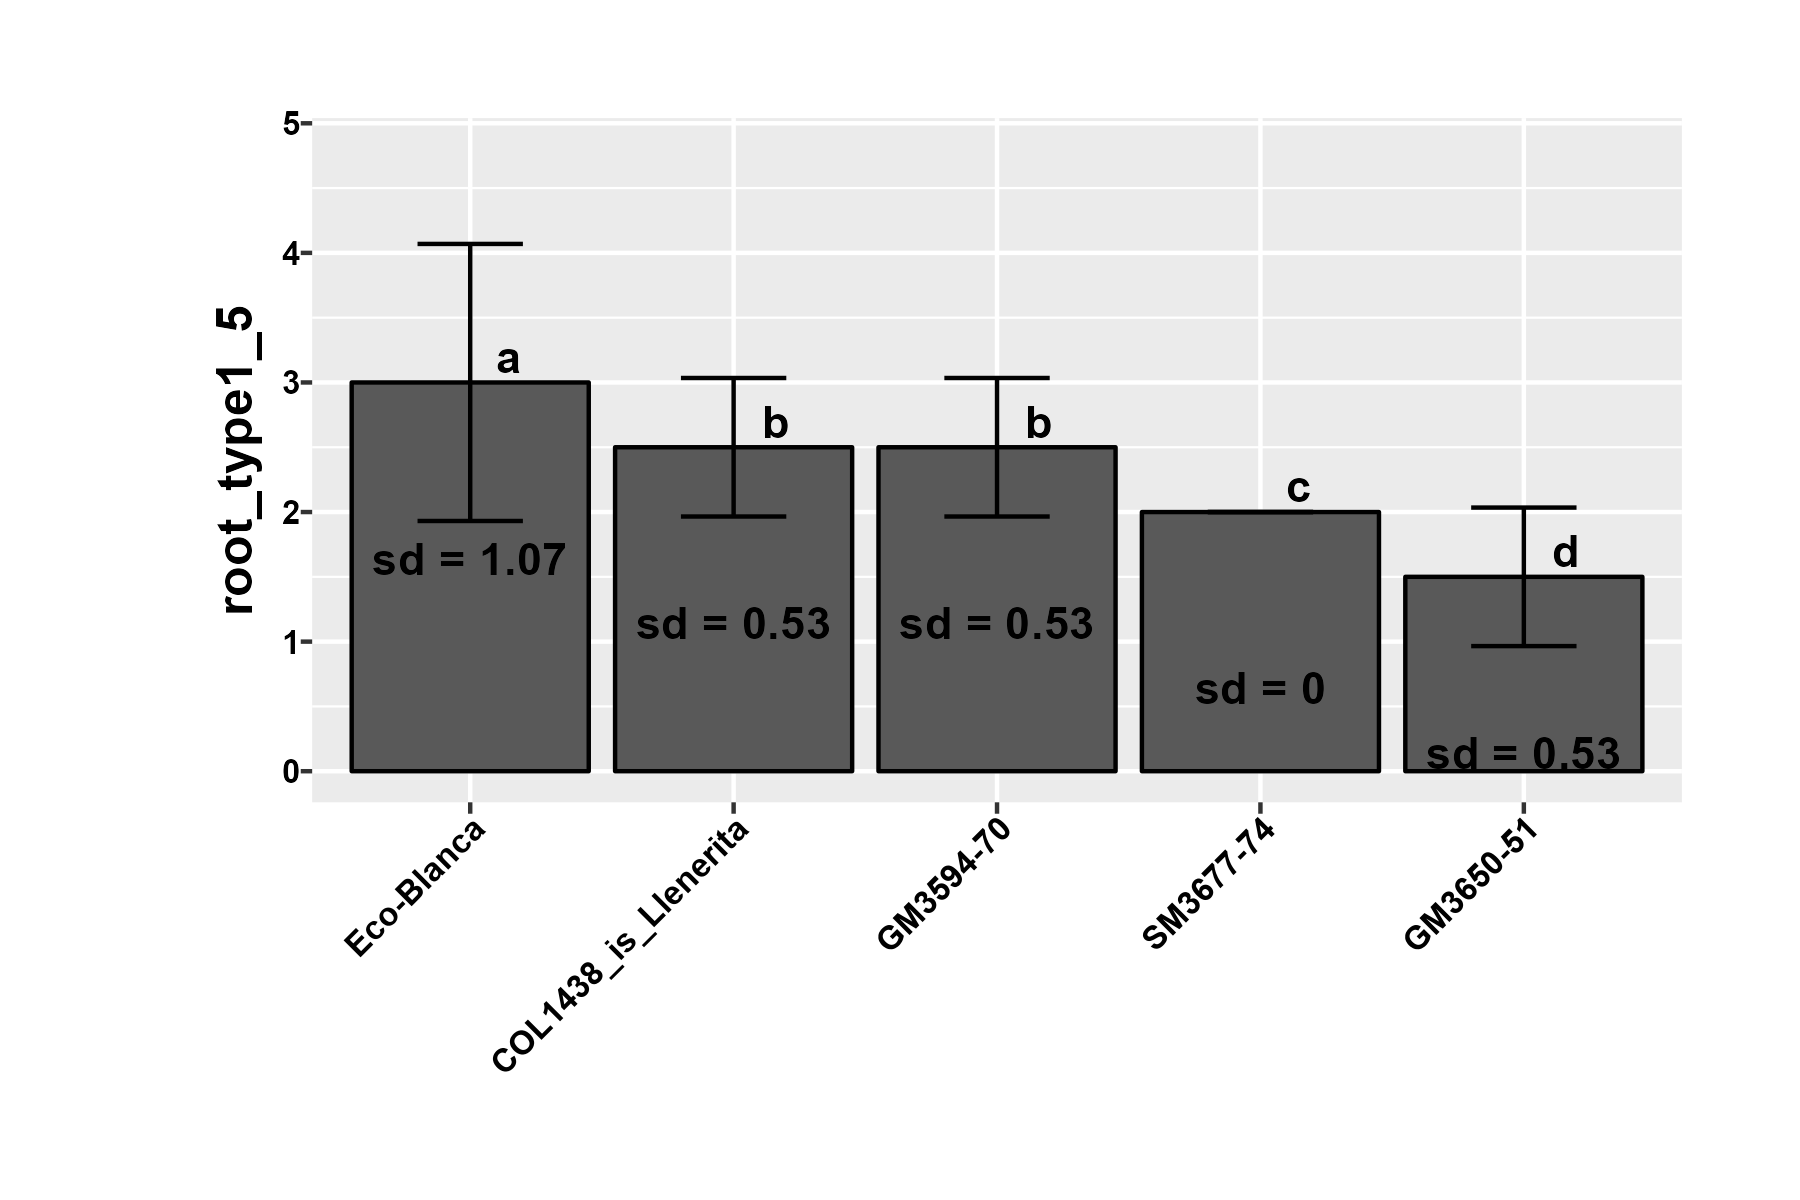 root_type1_5
5
4
3
2
1
0
a
b
b
c
d
sd = 1.07
sd = 0.53
sd = 0.53
sd = 0
sd = 0.53
Eco-Blanca
COL1438_is_Llenerita
GM3594-70
SM3677-74
GM3650-51